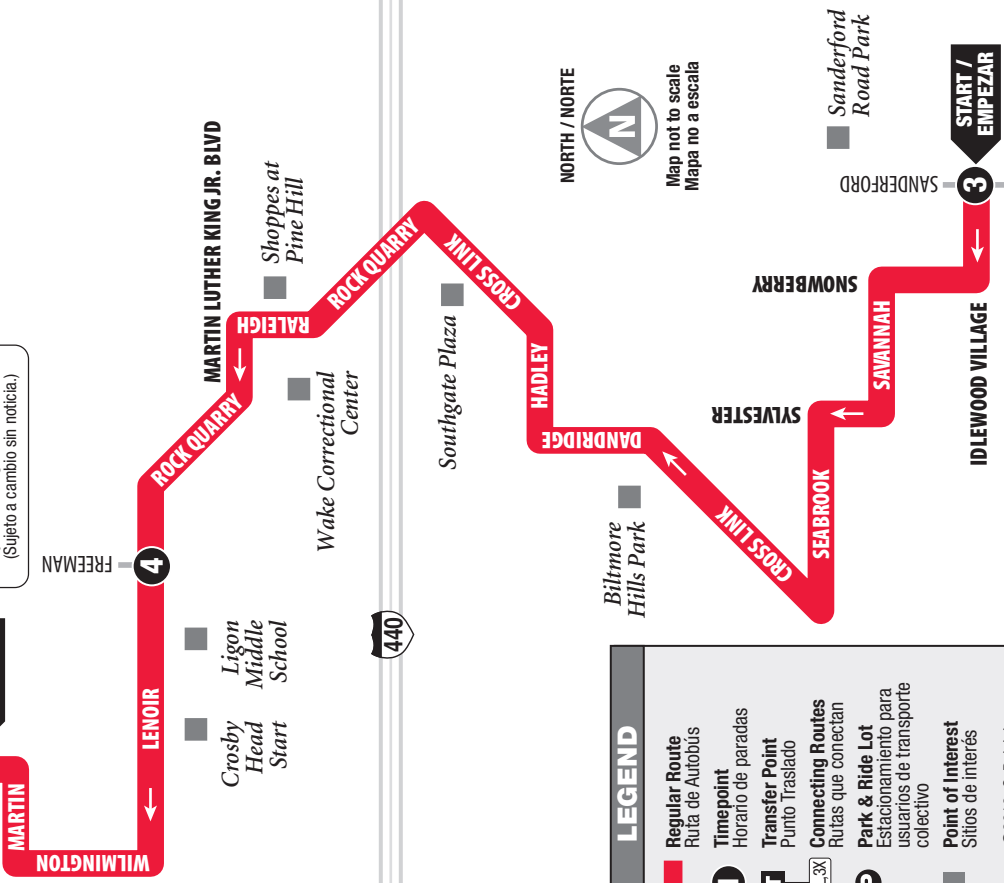 (Sujeto a cambio sin noticia.)
MARTIN
WILMINGTON
LENOIR
FREEMAN
4
ROCK QUARRY
MARTIN LUTHER KING JR. BLVD
RALEIGH
Shoppes at
Pine Hill
ROCK QUARRY
Wake Correctional
Center
Crosby
Head
Start
Ligon
Middle
School
440
CROSS LINK
Southgate Plaza
HADLEY
DANDRIDGE
Biltmore
Hills Park
CROSS LINK
SEABROOK
SYLVESTER
SAVANNAH
SNOWBERRY
IDLEWOOD VILLAGE
SANDERFORD
3
START /
EMPEZAR
Sanderford
Road Park
NORTH / NORTE
N
Map not to scale
Mapa no a escala
LEGEND
Regular Route
Ruta de Autobús
Timepoint
Horario de paradas
Transfer Point
Punto Traslado
,3X
Connecting Routes
Rutas que conectan
Park & Ride Lot
Estacionamiento para
usuarios de transporte
colectivo
Point of Interest
Sitios de interés